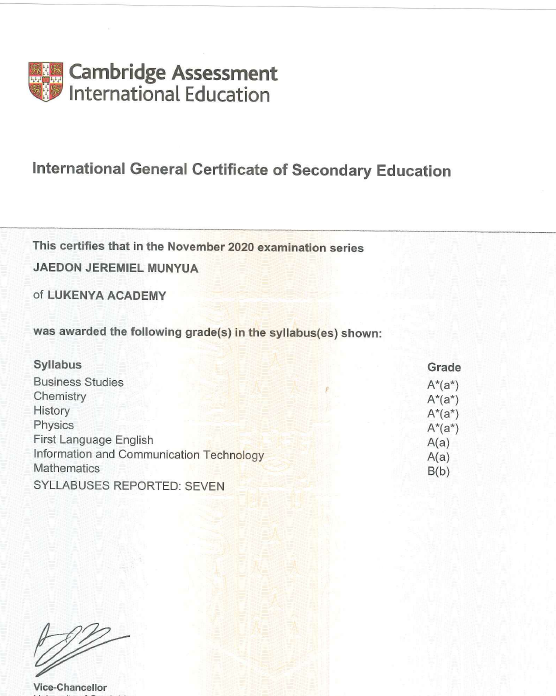 Cambridge Assessment
International Education
International General Certificate of Secondary Education
This certifies that in the November 2020 examination series
JAEDON JEREMIEL MUNYUA
of LUKENYA ACADEMY
was awarded the following grade(s) in the syllabus(es) shown:
Syllabus Grade
Business Studies A*(a*)
Chemistry A*(a*)
History A*(a*)
Physics A*(a*)
First Language English A(a)
Information and Communication Technology A(a)
Mathematics B(b)
SYLLABUSES REPORTED: SEVEN
Vice-Chancellor